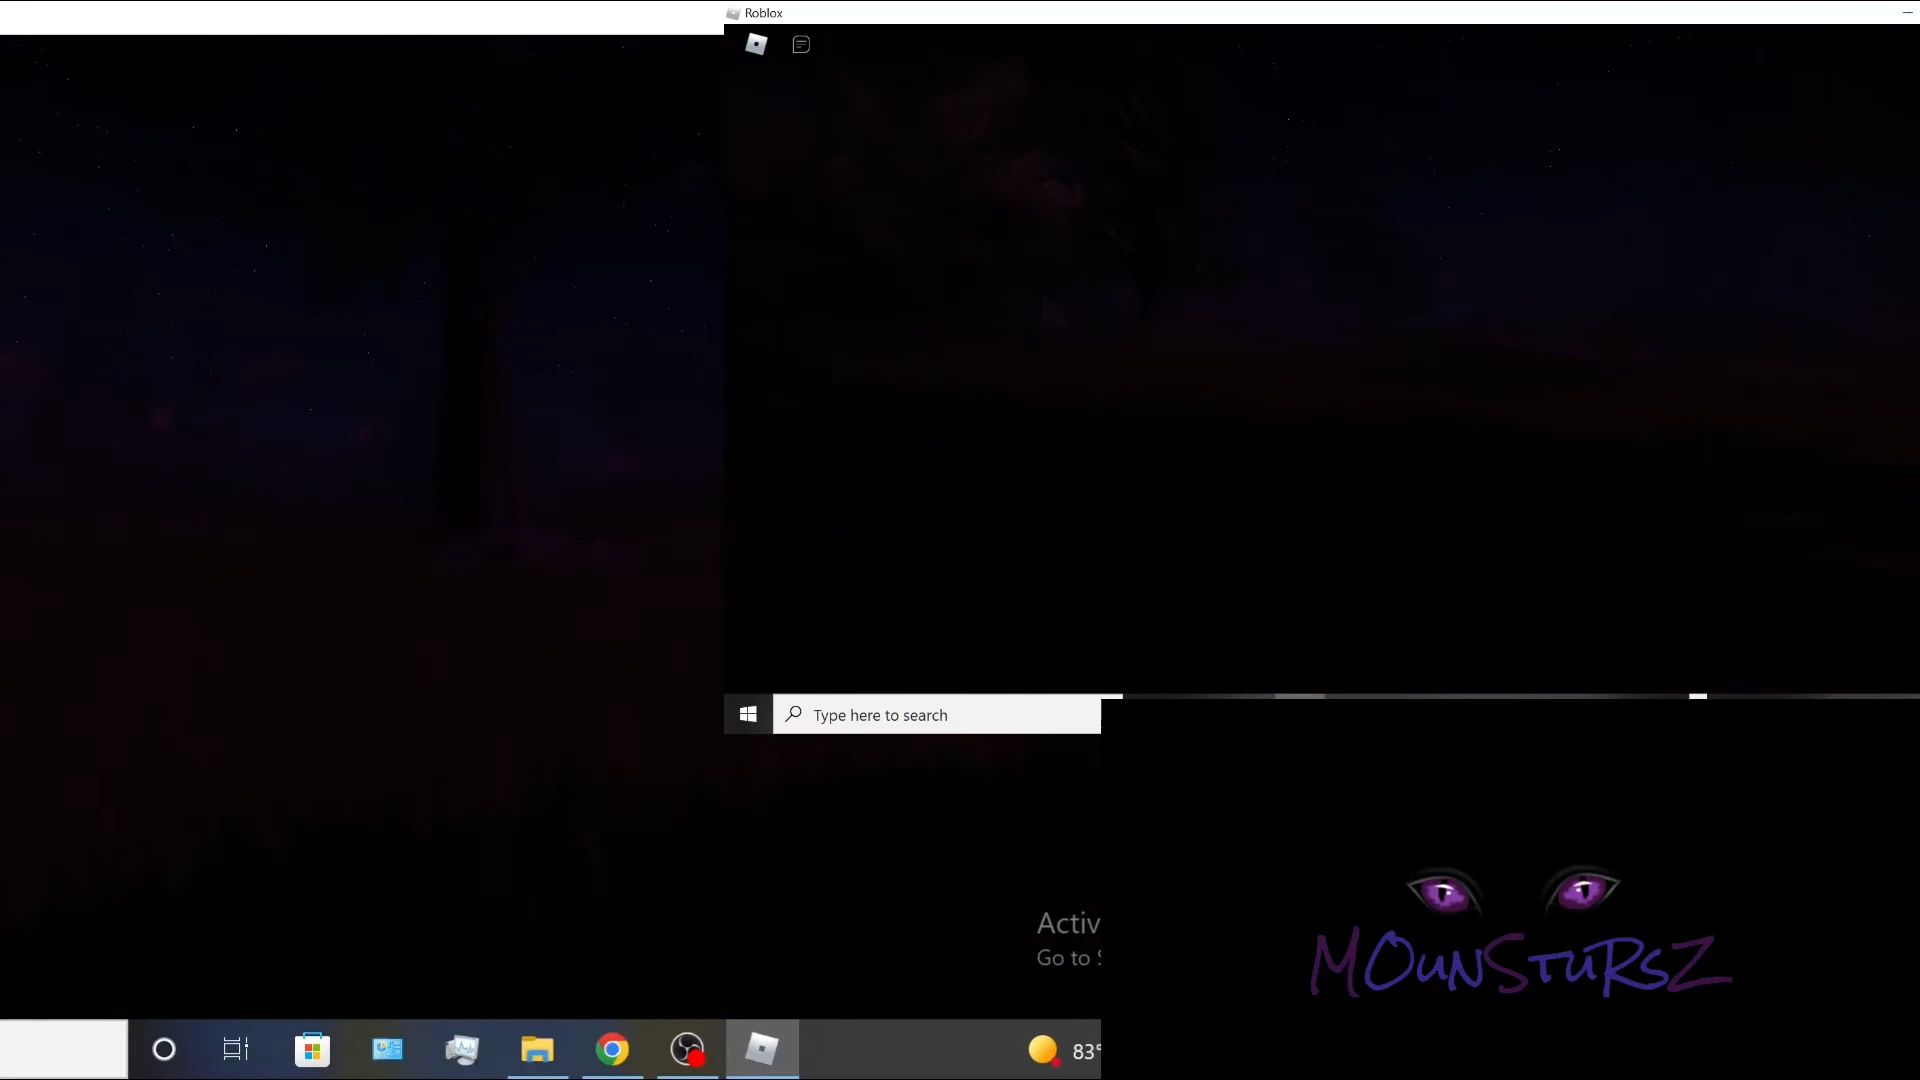 Roblox
Type here to search
Activ
Go to S
MOunSturSZ
83°